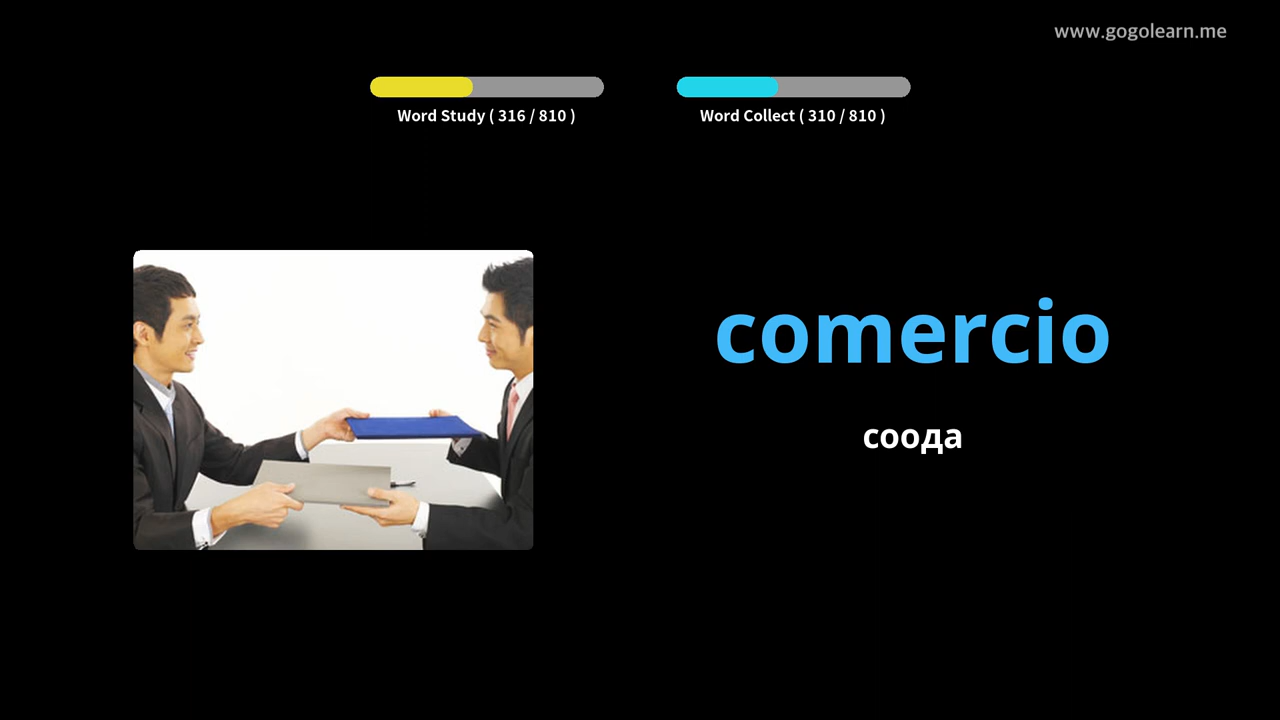 www.gogolearn.me
Word Study ( 316 / 810 )
Word Collect ( 310 / 810 )
comercio
соода